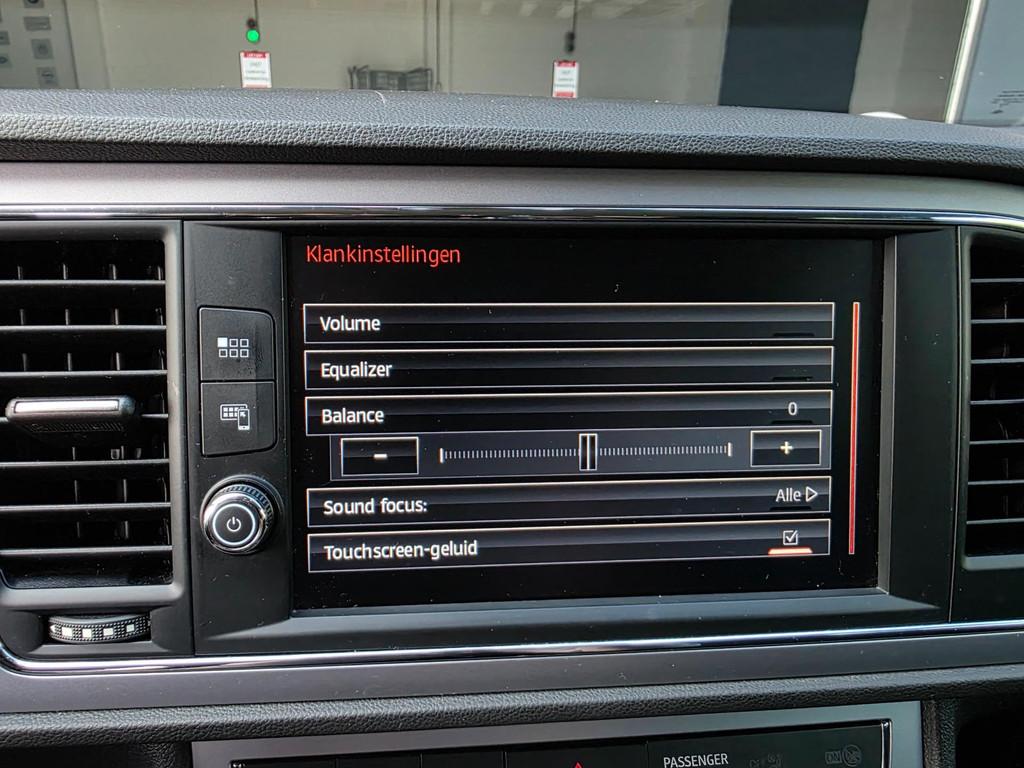 Klankinstellingen
Volume
Equalizer
Balance 0
- +
Sound focus: Alle
Touchscreen-geluid
PASSENGER